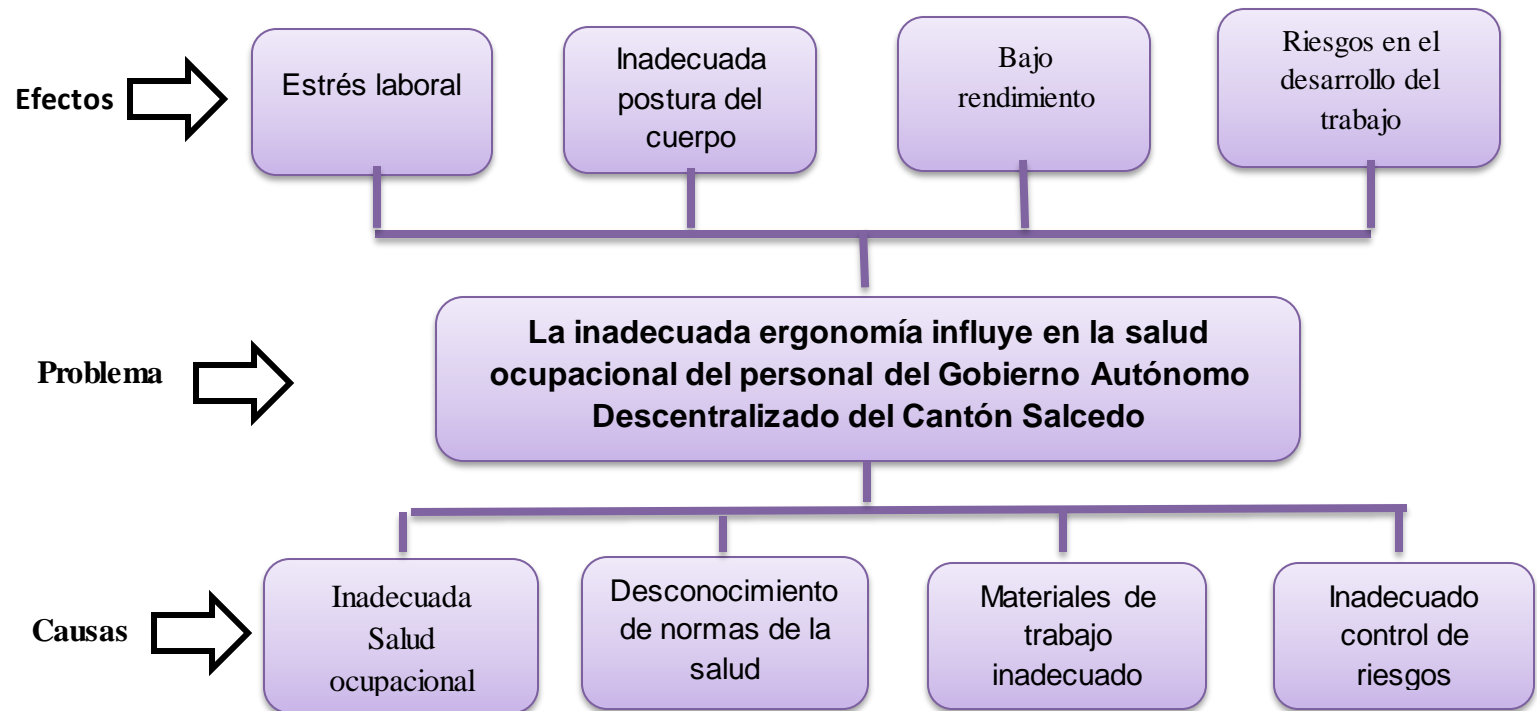 Efectos
Estrés laboral
Inadecuada
postura del
cuerpo
Bajo
rendimiento
Riesgos en el
desarrollo del
trabajo
Problema
La inadecuada ergonomía influye en la salud
ocupacional del personal del Gobierno Autónomo
Descentralizado del Cantón Salcedo
Causas
Inadecuada
Salud
ocupacional
Desconocimiento
de normas de la
salud
Materiales de
trabajo
inadecuado
Inadecuado
control de
riesgos